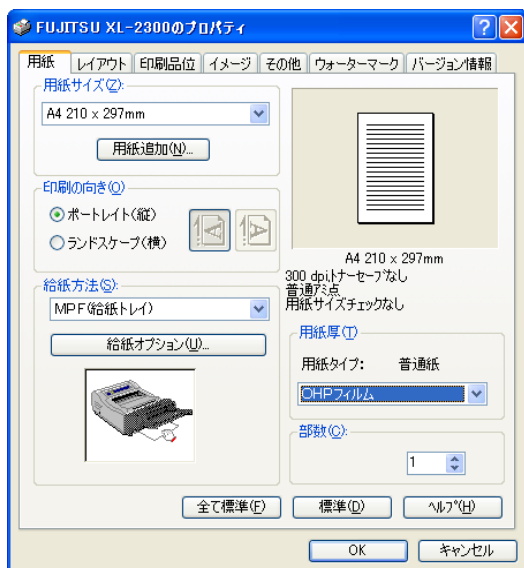 FUJITSU XL-2300のプロパティ
用紙 レイアウト 印刷品位 イメージ その他 ウォーターマーク バージョン情報
用紙サイズ(Z):
A4 210 x 297mm
用紙追加(N)...
印刷の向き(O)
ポートレイト(縦)
ランドスケープ(横)
給紙方法(S):
MPF(給紙トレイ)
給紙オプション(U)...
A4 210 x 297mm
300 dpi,トナーセーブなし
普通アミ点
用紙サイズチェックなし
用紙厚(T)
用紙タイプ: 普通紙
OHPフィルム
部数(C):
1
全て標準(F) 標準(D) ヘルプ(H)
OK キャンセル